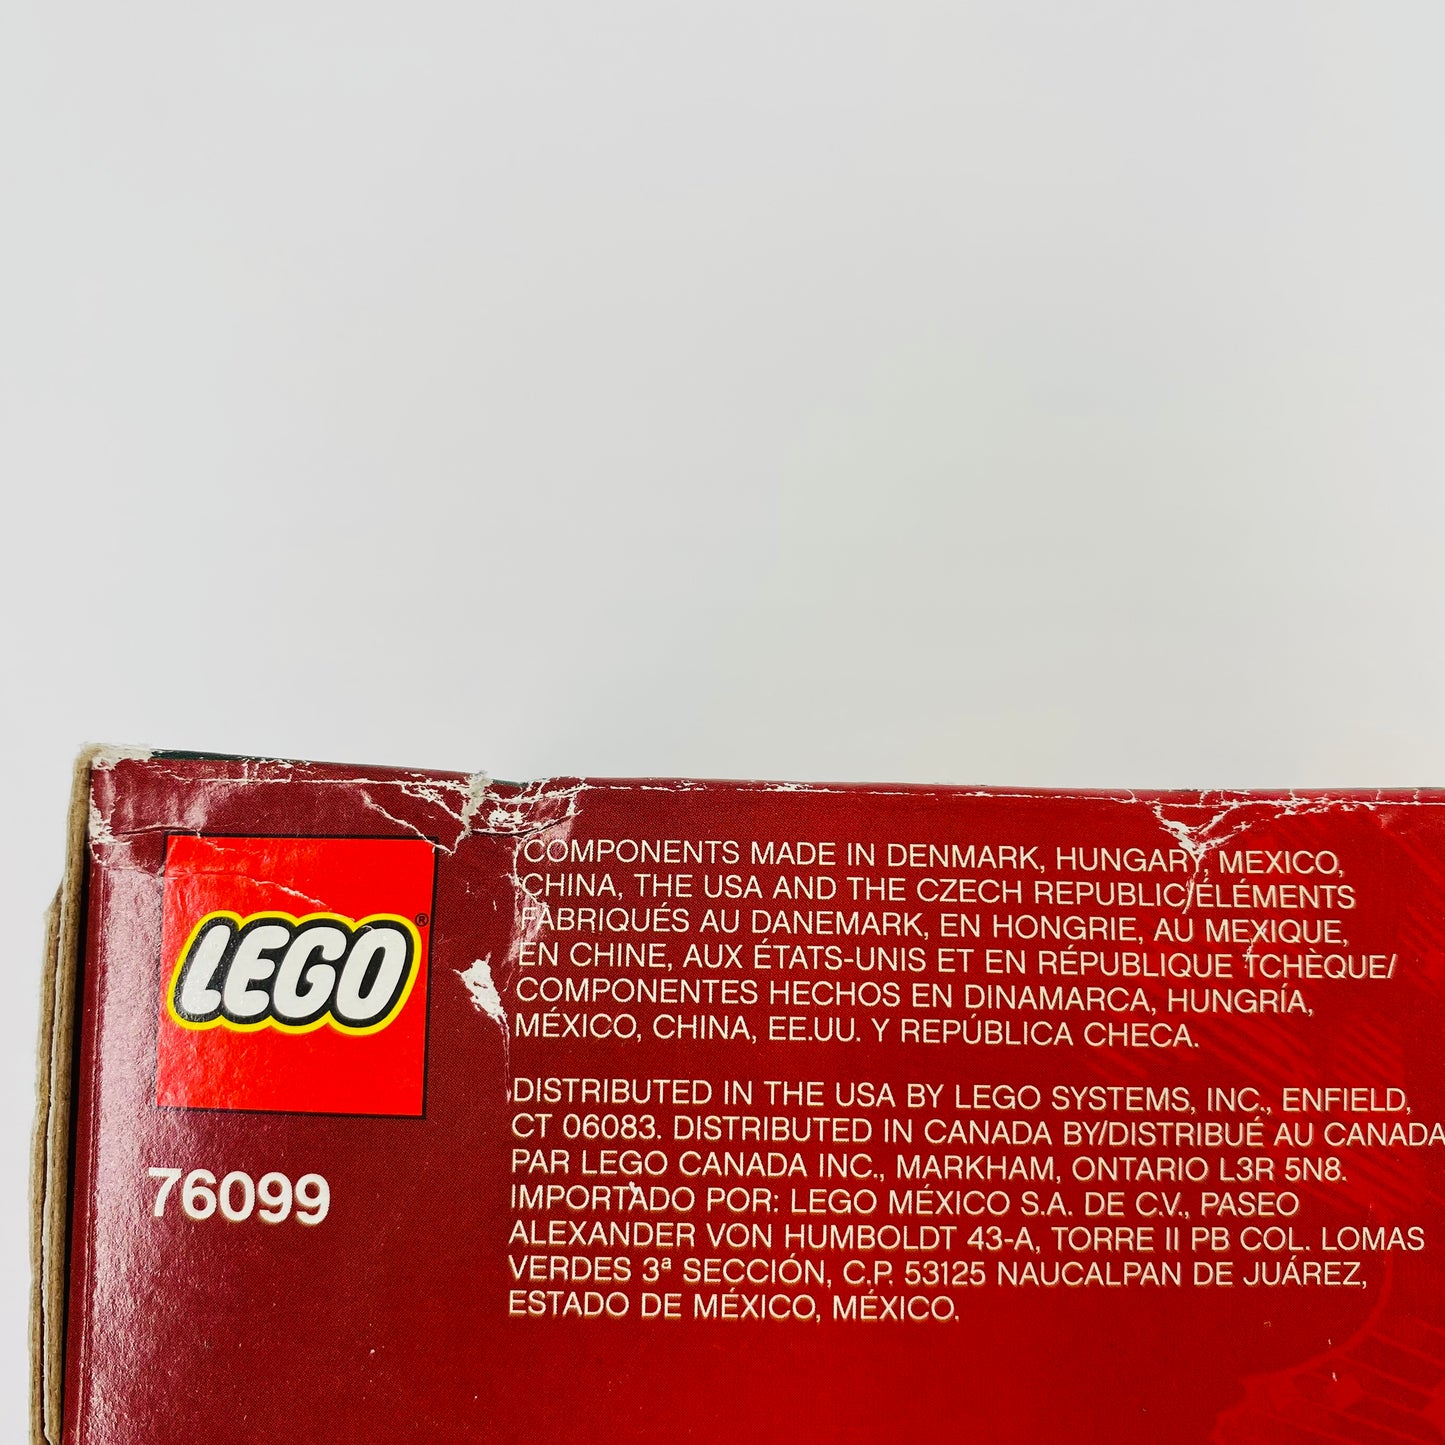 LEGO®
76099
COMPONENTS MADE IN DENMARK, HUNGARY, MEXICO,
CHINA, THE USA AND THE CZECH REPUBLIC/ÉLÉMENTS
FABRIQUÉS AU DANEMARK, EN HONGRIE, AU MEXIQUE,
EN CHINE, AUX ÉTATS-UNIS ET EN RÉPUBLIQUE TCHÈQUE/
COMPONENTES HECHOS EN DINAMARCA, HUNGRÍA,
MÉXICO, CHINA, EE.UU. Y REPÚBLICA CHECA.
DISTRIBUTED IN THE USA BY LEGO SYSTEMS, INC., ENFIELD,
CT 06083. DISTRIBUTED IN CANADA BY/DISTRIBUÉ AU CANADA
PAR LEGO CANADA INC., MARKHAM, ONTARIO L3R 5N8.
IMPORTADO POR: LEGO MÉXICO S.A. DE C.V., PASEO
ALEXANDER VON HUMBOLDT 43-A, TORRE II PB COL. LOMAS
VERDES 3ª SECCIÓN, C.P. 53125 NAUCALPAN DE JUÁREZ,
ESTADO DE MÉXICO, MÉXICO.